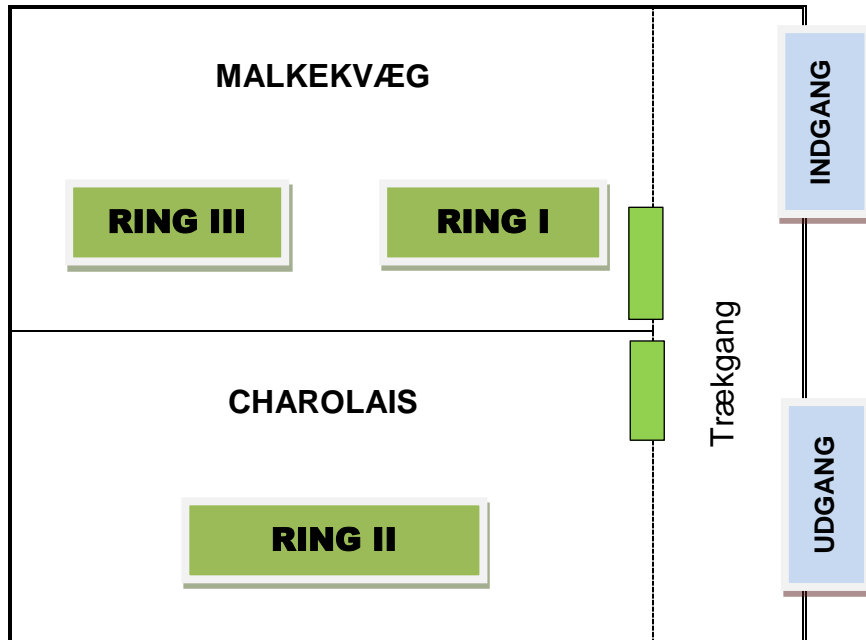 MALKEKVÆG
INDGANG
RING III
RING I
Trækgang
CHAROLAIS
UDGANG
RING II